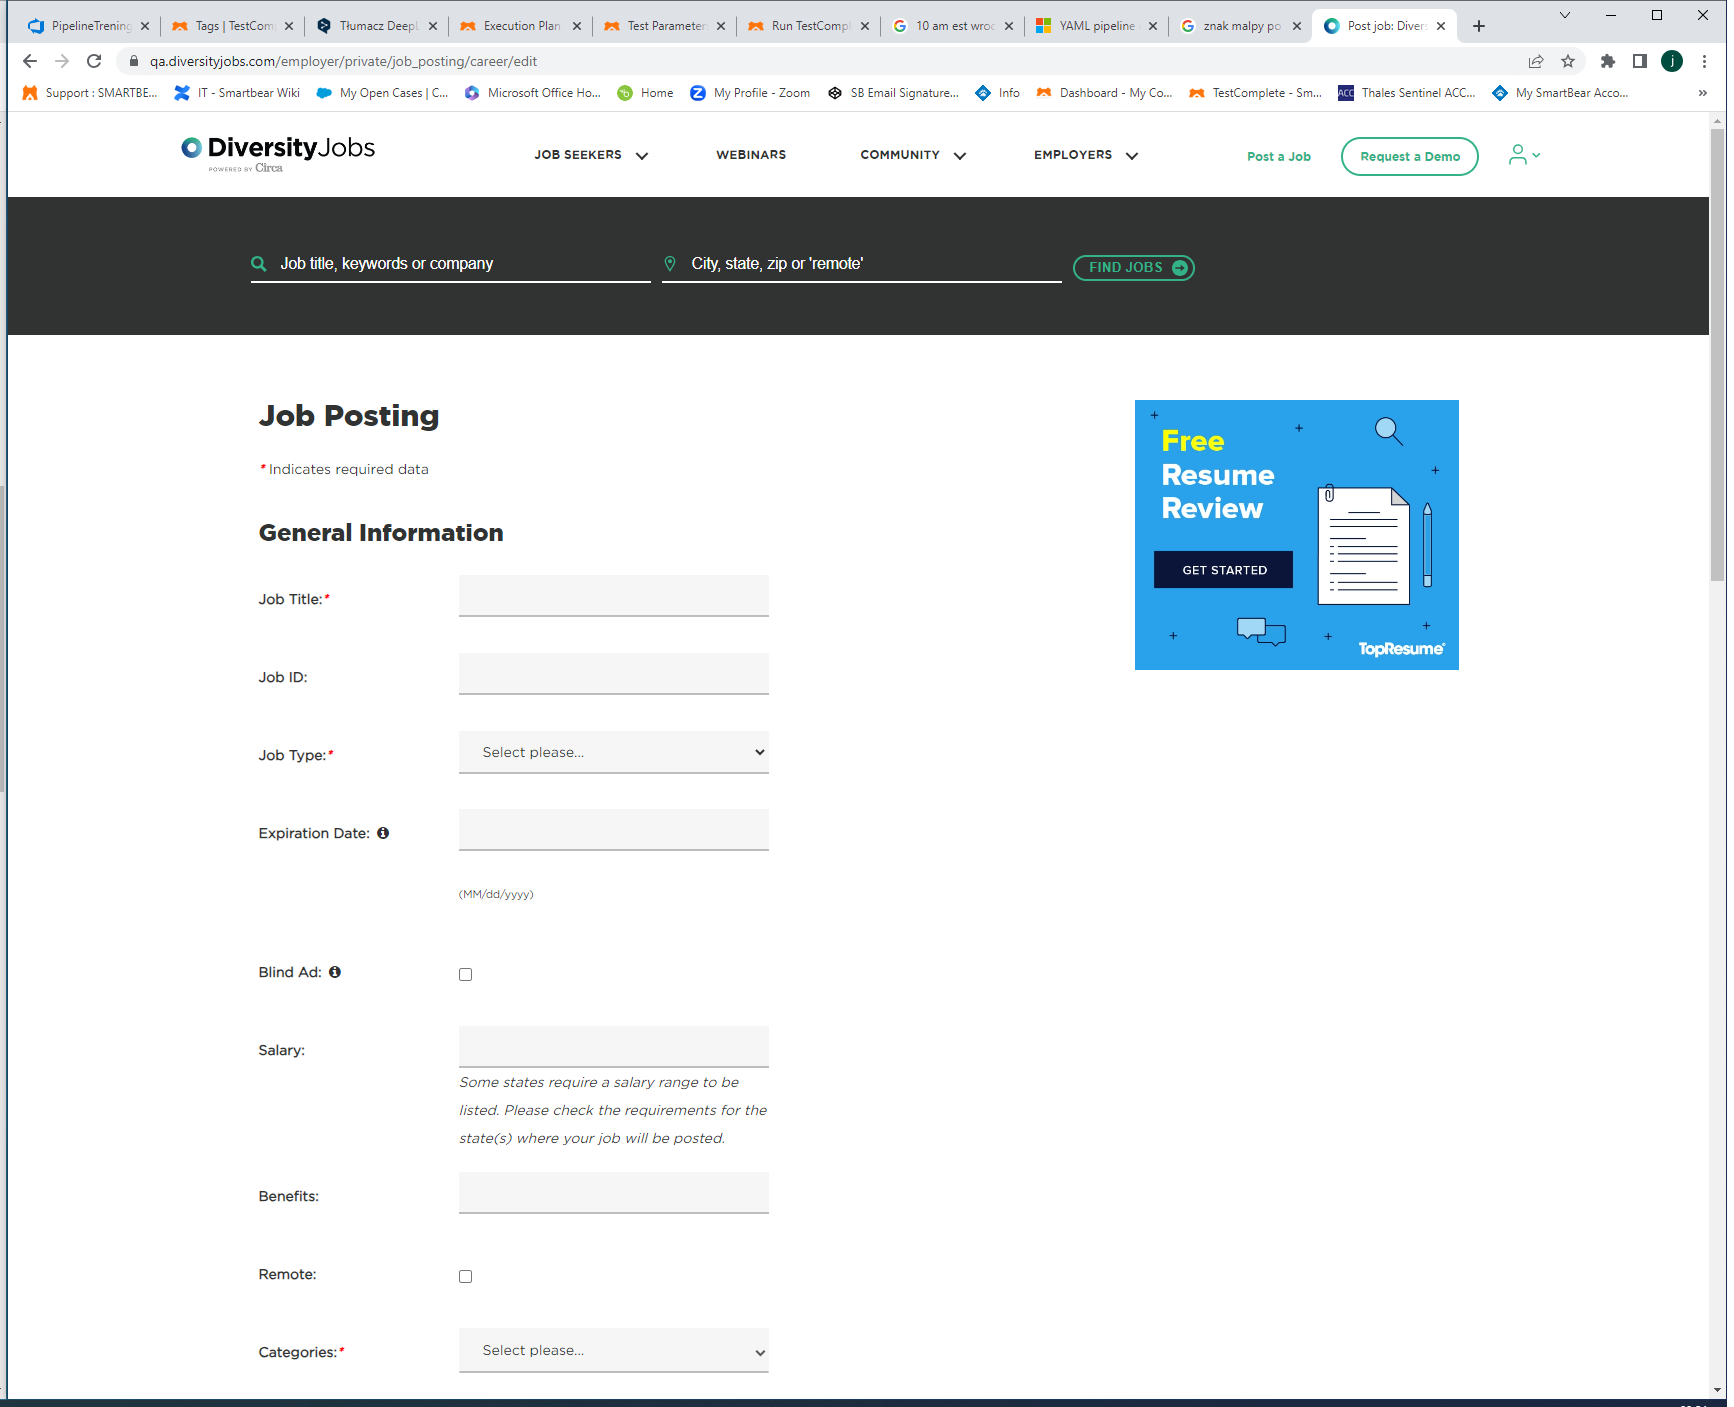 PipelineTrening
Tags | TestCom
Tłumacz DeepL
Execution Plan
Test Parameter
Run TestCompl
10 am est wroc
YAML pipeline
znak malpy po
Post job: Divers
qa.diversityjobs.com/employer/private/job_posting/career/edit
j
Support : SMARTBE...
IT - Smartbear Wiki
My Open Cases | C...
Microsoft Office Ho...
Home
My Profile - Zoom
SB Email Signature...
Info
Dashboard - My Co...
TestComplete - Sm...
ACC
Thales Sentinel ACC...
My SmartBear Acco...
»
DiversityJobs
POWERED BY Circa
JOB SEEKERS
WEBINARS
COMMUNITY
EMPLOYERS
Post a Job
Request a Demo
Job title, keywords or company
City, state, zip or 'remote'
FIND JOBS
Job Posting
* Indicates required data
General Information
Job Title:*
Job ID:
Job Type:*
Select please...
Expiration Date:
(MM/dd/yyyy)
Blind Ad:
Salary:
Some states require a salary range to be
listed. Please check the requirements for the
state(s) where your job will be posted.
Benefits:
Remote:
Categories:*
Select please...
Free
Resume
Review
GET STARTED
TopResume